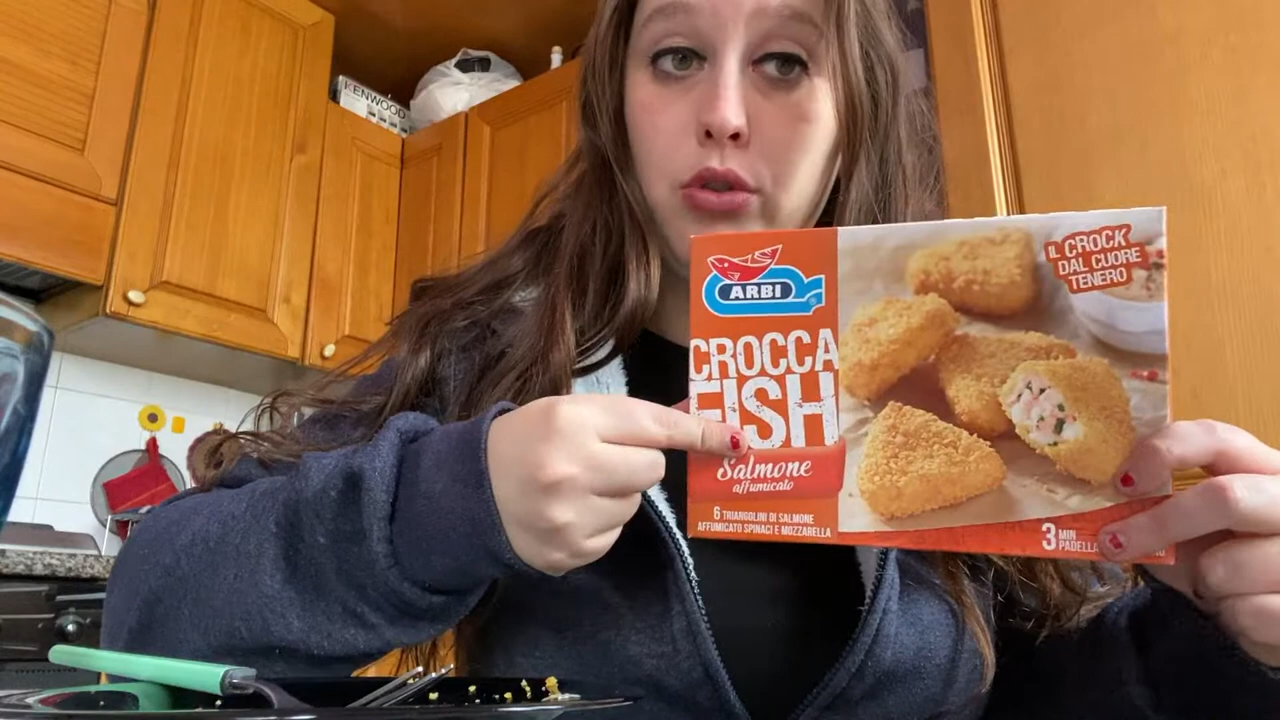 KENWOOD
ARBI
®
CROCCA
FISH
Salmone
affumicato
6 TRIANGOLINI DI SALMONE
AFFUMICATO SPINACI E MOZZARELLA
IL CROCK
DAL CUORE
TENERO
3 MIN
PADELLA